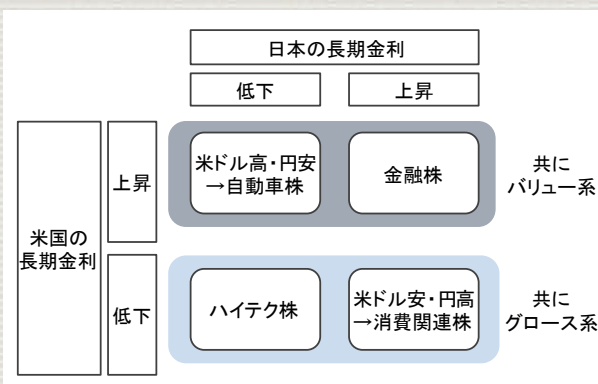 日本の長期金利
低下
上昇
米国の
長期金利
上昇
米ドル高・円安
→自動車株
金融株
共に
バリュー系
低下
ハイテク株
米ドル安・円高
→消費関連株
共に
グロース系